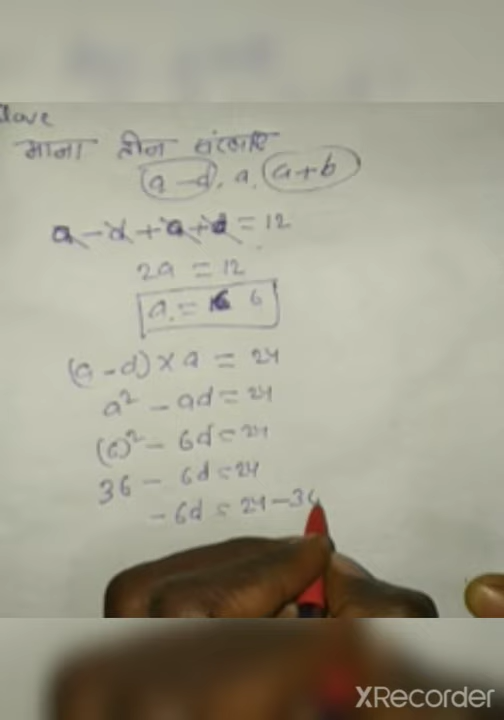 माना तीन संख्याए
(a-d), a, (a+b)
a - d + a + d = 12
2a = 12
a = 6
(a-d) × a = 24
a² - ad = 24
(6)² - 6d = 24
36 - 6d = 24
- 6d = 24 - 36
XRecorder